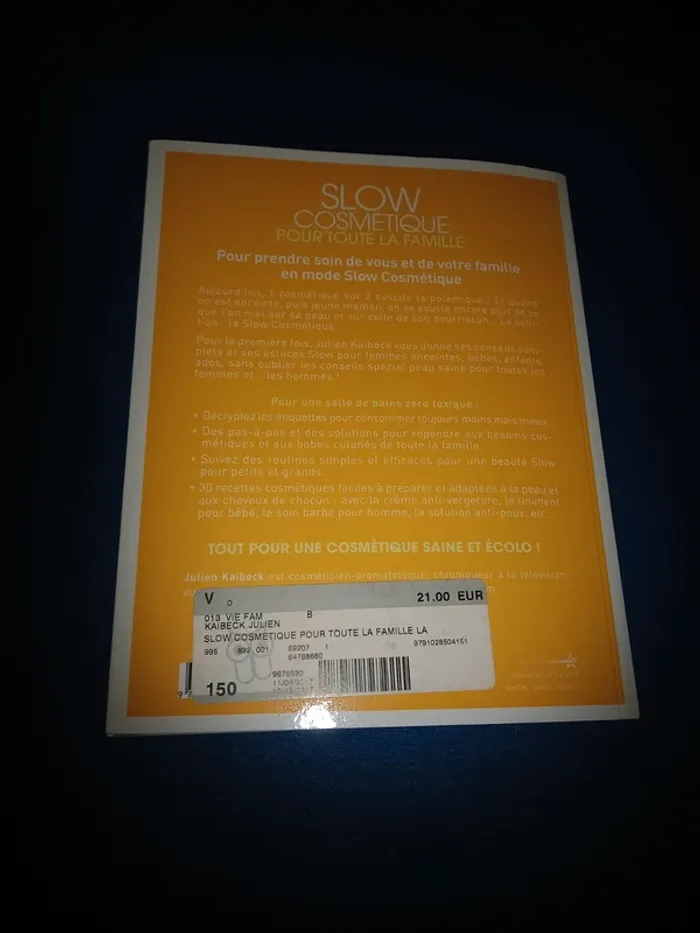 SLOW
COSMÉTIQUE
POUR TOUTE LA FAMILLE
Pour prendre soin de vous et de votre famille
en mode Slow Cosmétique
Aujourd'hui, 1 cosmétique sur 2 suscite la polémique ! Et quand
on est enceinte, puis jeune maman, on se soucie encore plus de ce
que l'on met sur sa peau et sur celle de son nourrisson... La solu-
tion : la Slow Cosmétique
Pour la première fois, Julien Kaibeck vous donne ses conseils com-
plets et ses astuces Slow pour femmes enceintes, bébés, enfants,
ados, sans oublier les conseils spécial peau saine pour toutes les
femmes et... les hommes !
Pour une salle de bains zéro toxique :
• Décryptez les étiquettes pour consommer toujours moins mais mieux
• Des pas-à-pas et des solutions pour répondre aux besoins cos-
métiques et aux bobos cutanés de toute la famille
• Suivez des routines simples et efficaces pour une beauté Slow
pour petits et grands.
• 30 recettes cosmétiques faciles à préparer et adaptées à la peau et
aux cheveux de chacun : avec la crème anti-vergeture, le liniment
pour bébé, le soin barbe pour homme, la solution anti-poux, etc.
TOUT POUR UNE COSMÉTIQUE SAINE ET ÉCOLO !
Julien Kaibeck est cosméticien-aromatologue, chroniqueur à la télévision,
V 0 21.00 EUR
013 VIE FAM B
KAIBECK JULIEN
SLOW COSMETIQUE POUR TOUTE LA FAMILLE LA
995 892 001 69207 1 9791028504151
64768660
9676530
150